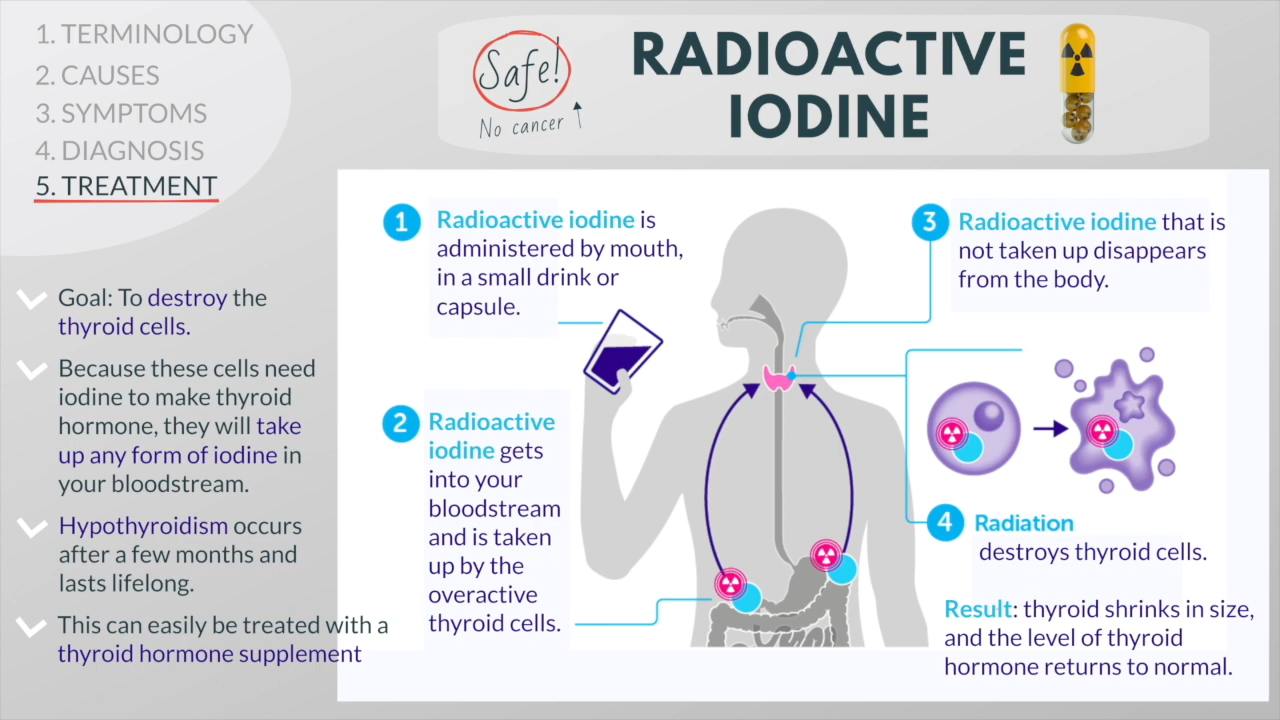 1. TERMINOLOGY
2. CAUSES
3. SYMPTOMS
4. DIAGNOSIS
5. TREATMENT
Safe!
No cancer
RADIOACTIVE
IODINE
Goal: To destroy the
thyroid cells.
Because these cells need
iodine to make thyroid
hormone, they will take
up any form of iodine in
your bloodstream.
Hypothyroidism occurs
after a few months and
lasts lifelong.
This can easily be treated with a
thyroid hormone supplement
1
Radioactive iodine is
administered by mouth,
in a small drink or
capsule.
2
Radioactive
iodine gets
into your
bloodstream
and is taken
up by the
overactive
thyroid cells.
3
Radioactive iodine that is
not taken up disappears
from the body.
4
Radiation
destroys thyroid cells.
Result: thyroid shrinks in size,
and the level of thyroid
hormone returns to normal.